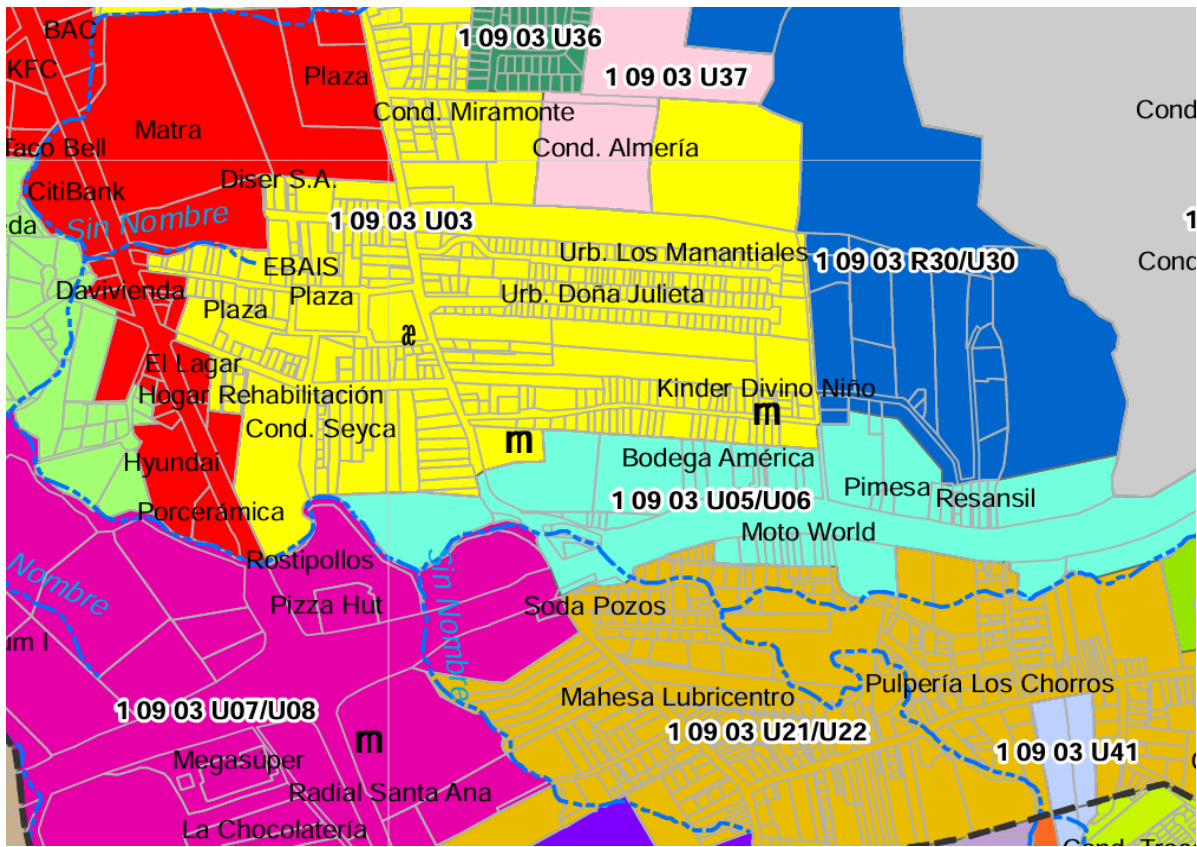 BAC
1 09 03 U36
KFC
Plaza
1 09 03 U37
Cond. Miramonte
Cond
Matra
Taco Bell
Cond. Almería
Diser S.A.
CitiBank
Sin Nombre
1 09 03 U03
eda
1
Urb. Los Manantiales
1 09 03 R30/U30
Cond
EBAIS
Davivienda
Plaza
Urb. Doña Julieta
Plaza
æ
El Lagar
Kinder Divino Niño
Hogar Rehabilitación
m
Cond. Seyca
m
Hyundai
Bodega América
Pimesa
Resansil
1 09 03 U05/U06
Porcerámica
Moto World
Rostipollos
Nombre
Sin Nombre
Pizza Hut
Soda Pozos
um I
Pulpería Los Chorros
Mahesa Lubricentro
1 09 03 U07/U08
1 09 03 U21/U22
m
1 09 03 U41
Megasúper
Radial Santa Ana
La Chocolatería